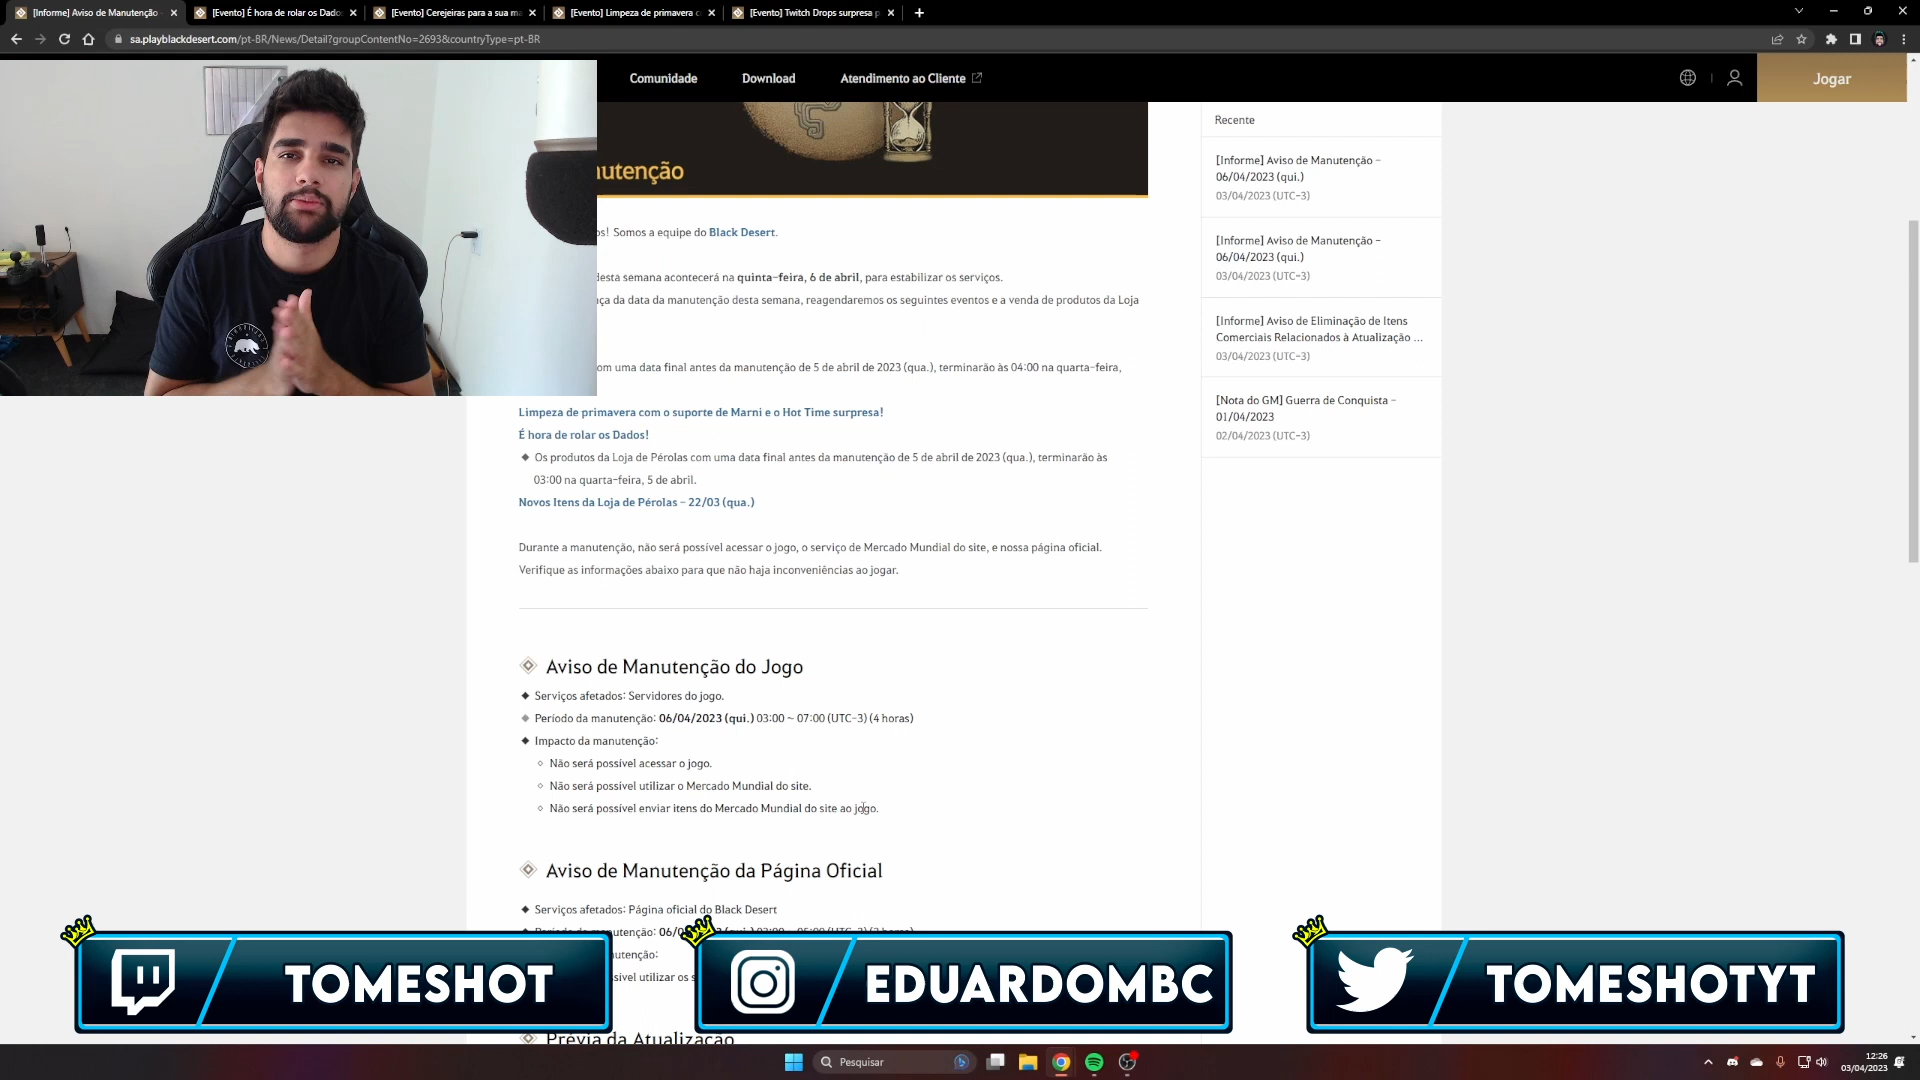 [Informe] Aviso de Manutenção
[Evento] É hora de rolar os Dados
[Evento] Cerejeiras para a sua ma
[Evento] Limpeza de primavera c
[Evento] Twitch Drops surpresa p
sa.playblackdesert.com/pt-BR/News/Detail?groupContentNo=2693&countryType=pt-BR
Comunidade
Download
Atendimento ao Cliente
Jogar
nutenção
os! Somos a equipe do Black Desert.
desta semana acontecerá na quinta-feira, 6 de abril, para estabilizar os serviços.
nça da data da manutenção desta semana, reagendaremos os seguintes eventos e a venda de produtos da Loja
om uma data final antes da manutenção de 5 de abril de 2023 (qua.), terminarão às 04:00 na quarta-feira,
Limpeza de primavera com o suporte de Marni e o Hot Time surpresa!
É hora de rolar os Dados!
Os produtos da Loja de Pérolas com uma data final antes da manutenção de 5 de abril de 2023 (qua.), terminarão às
03:00 na quarta-feira, 5 de abril.
Novos Itens da Loja de Pérolas - 22/03 (qua.)
Durante a manutenção, não será possível acessar o jogo, o serviço de Mercado Mundial do site, e nossa página oficial.
Verifique as informações abaixo para que não haja inconveniências ao jogar.
Aviso de Manutenção do Jogo
Serviços afetados: Servidores do jogo.
Período da manutenção: 06/04/2023 (qui.) 03:00 ~ 07:00 (UTC-3) (4 horas)
Impacto da manutenção:
Não será possível acessar o jogo.
Não será possível utilizar o Mercado Mundial do site.
Não será possível enviar itens do Mercado Mundial do site ao jogo.
Aviso de Manutenção da Página Oficial
Serviços afetados: Página oficial do Black Desert
nutenção: 06/0
utenção:
sível utilizar os s
Prévia da Atualização
Recente
[Informe] Aviso de Manutenção -
06/04/2023 (qui.)
03/04/2023 (UTC-3)
[Informe] Aviso de Manutenção -
06/04/2023 (qui.)
03/04/2023 (UTC-3)
[Informe] Aviso de Eliminação de Itens
Comerciais Relacionados à Atualização ...
03/04/2023 (UTC-3)
[Nota do GM] Guerra de Conquista -
01/04/2023
02/04/2023 (UTC-3)
TOMESHOT
EDUARDOMBC
TOMESHOTYT
Pesquisar
12:26
03/04/2023